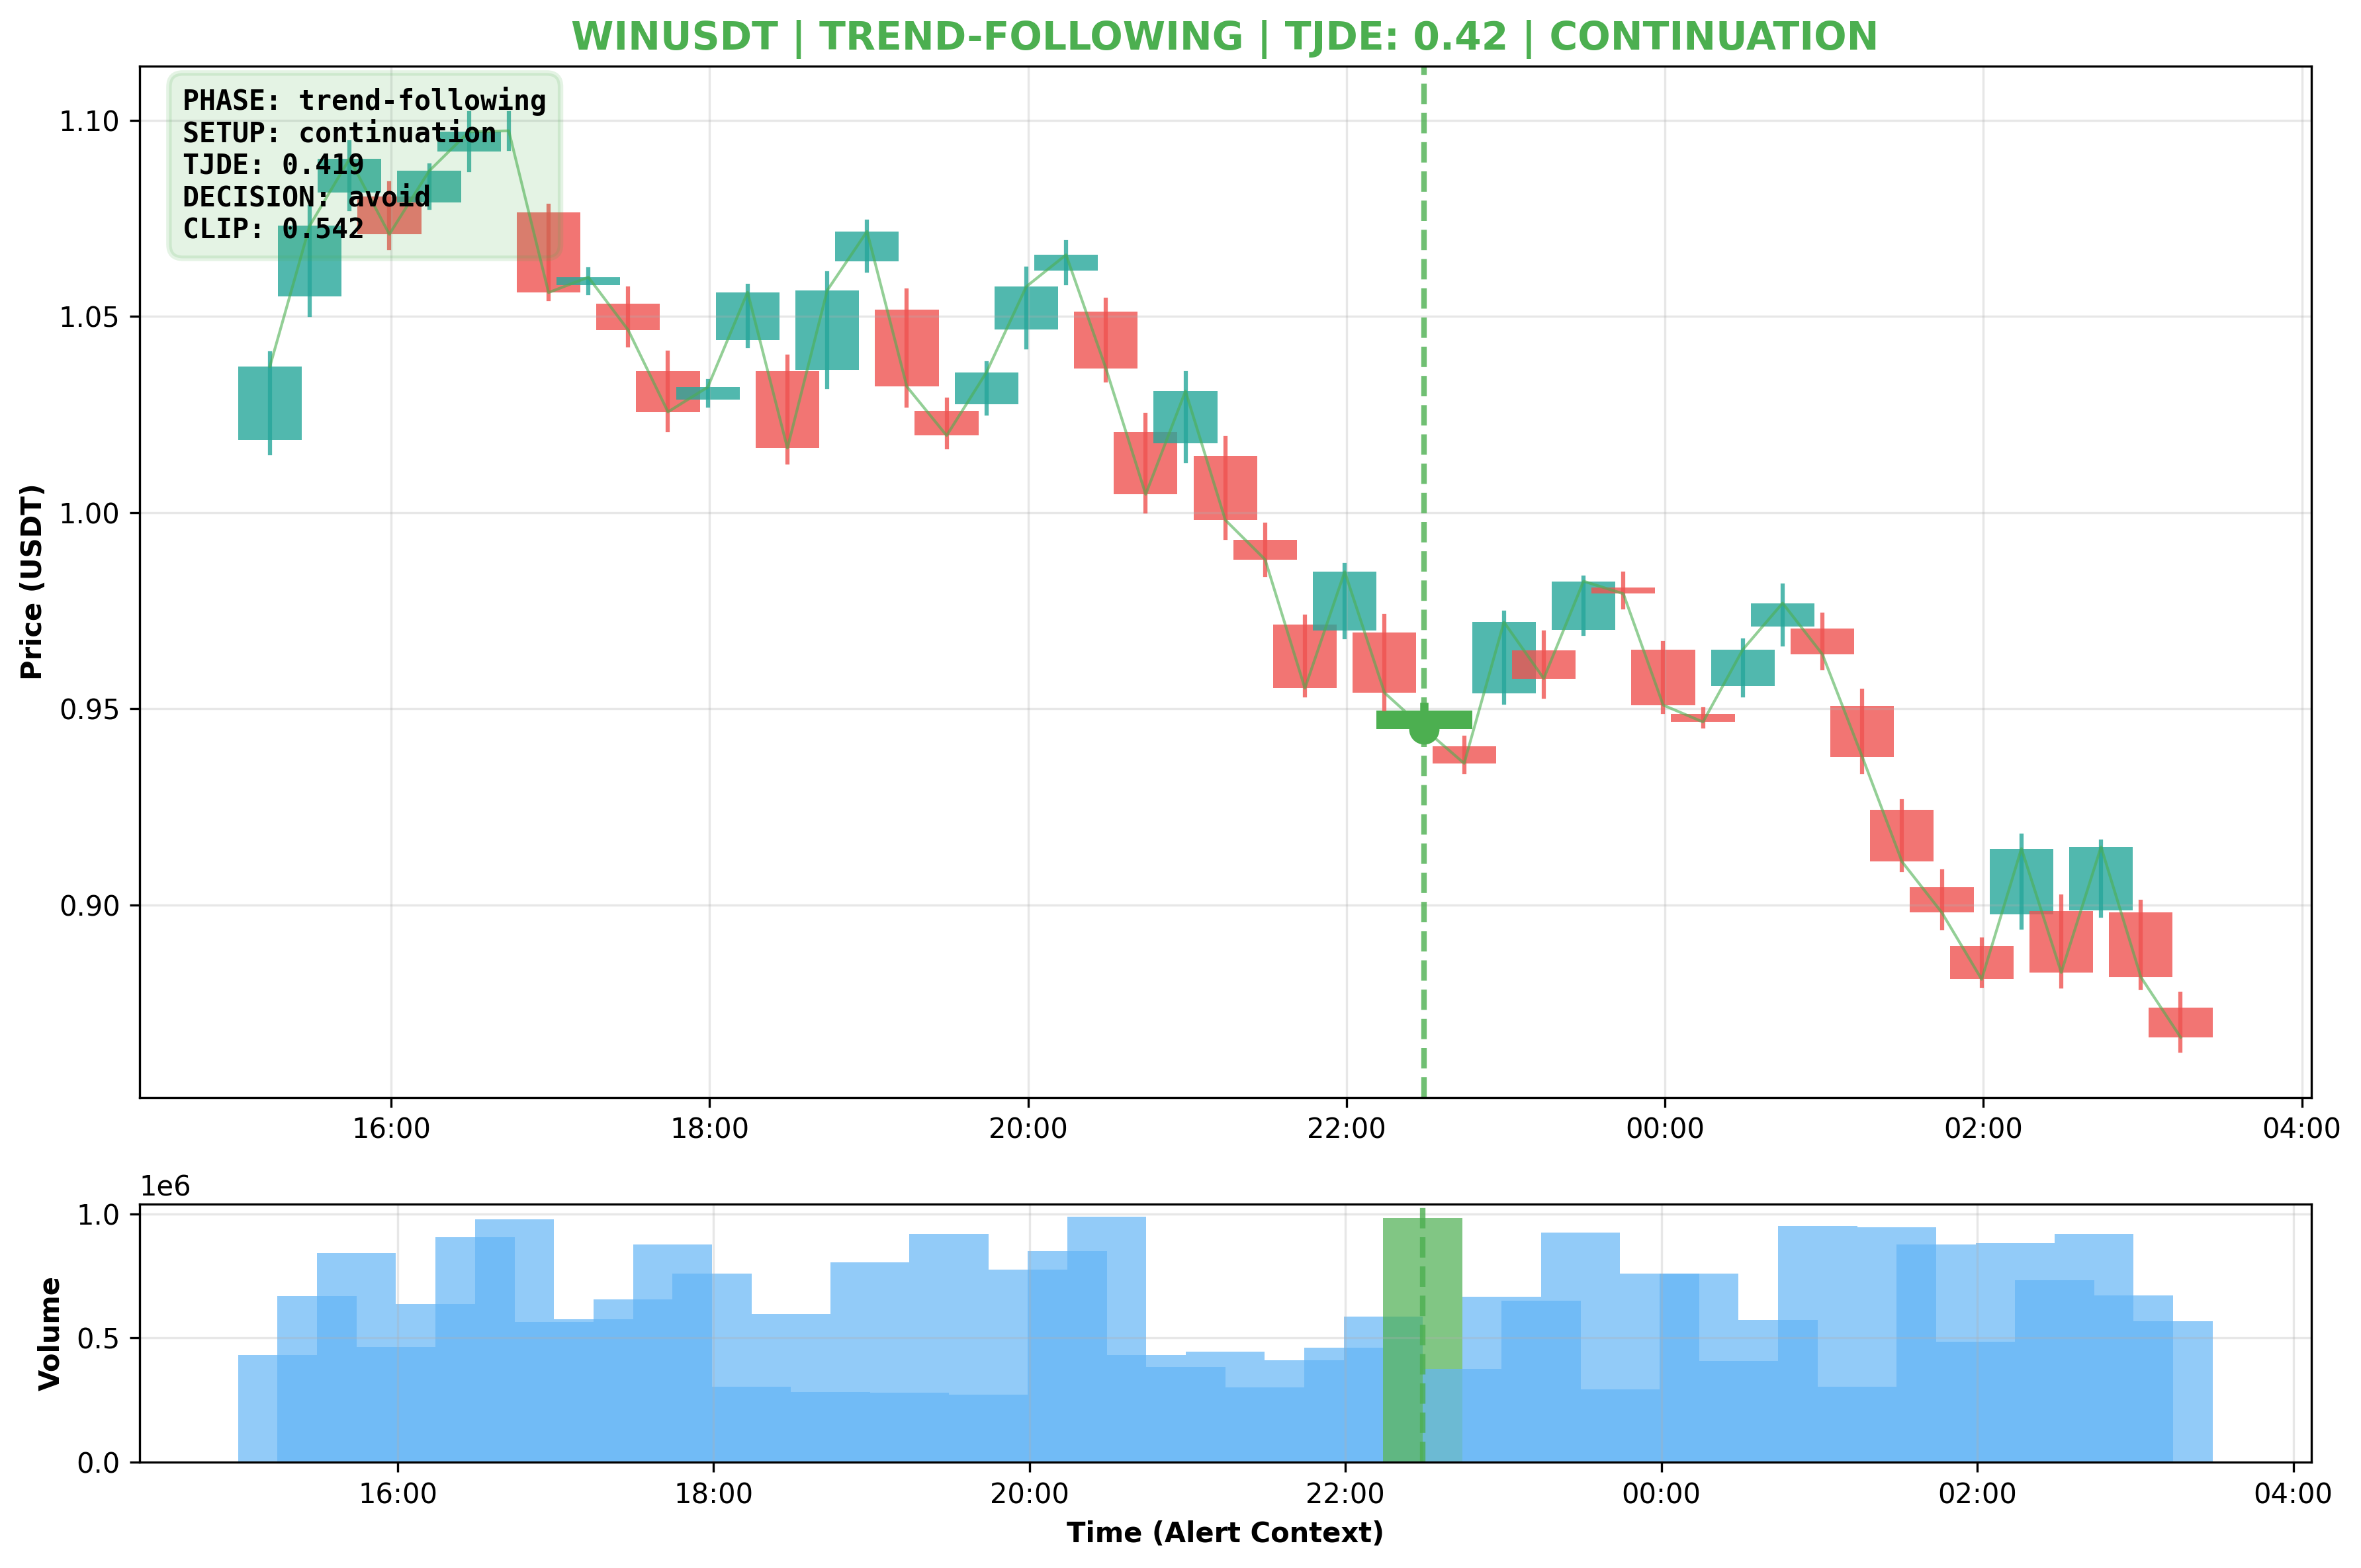 WINUSDT | TREND-FOLLOWING | TJDE: 0.42 | CONTINUATION
PHASE: trend-following
SETUP: continuation
TJDE: 0.419
DECISION: avoid
CLIP: 0.542
Price (USDT)
1.10
1.05
1.00
0.95
0.90
16:00 18:00 20:00 22:00 00:00 02:00 04:00
1e6
Volume
1.0
0.5
0.0
16:00 18:00 20:00 22:00 00:00 02:00 04:00
Time (Alert Context)